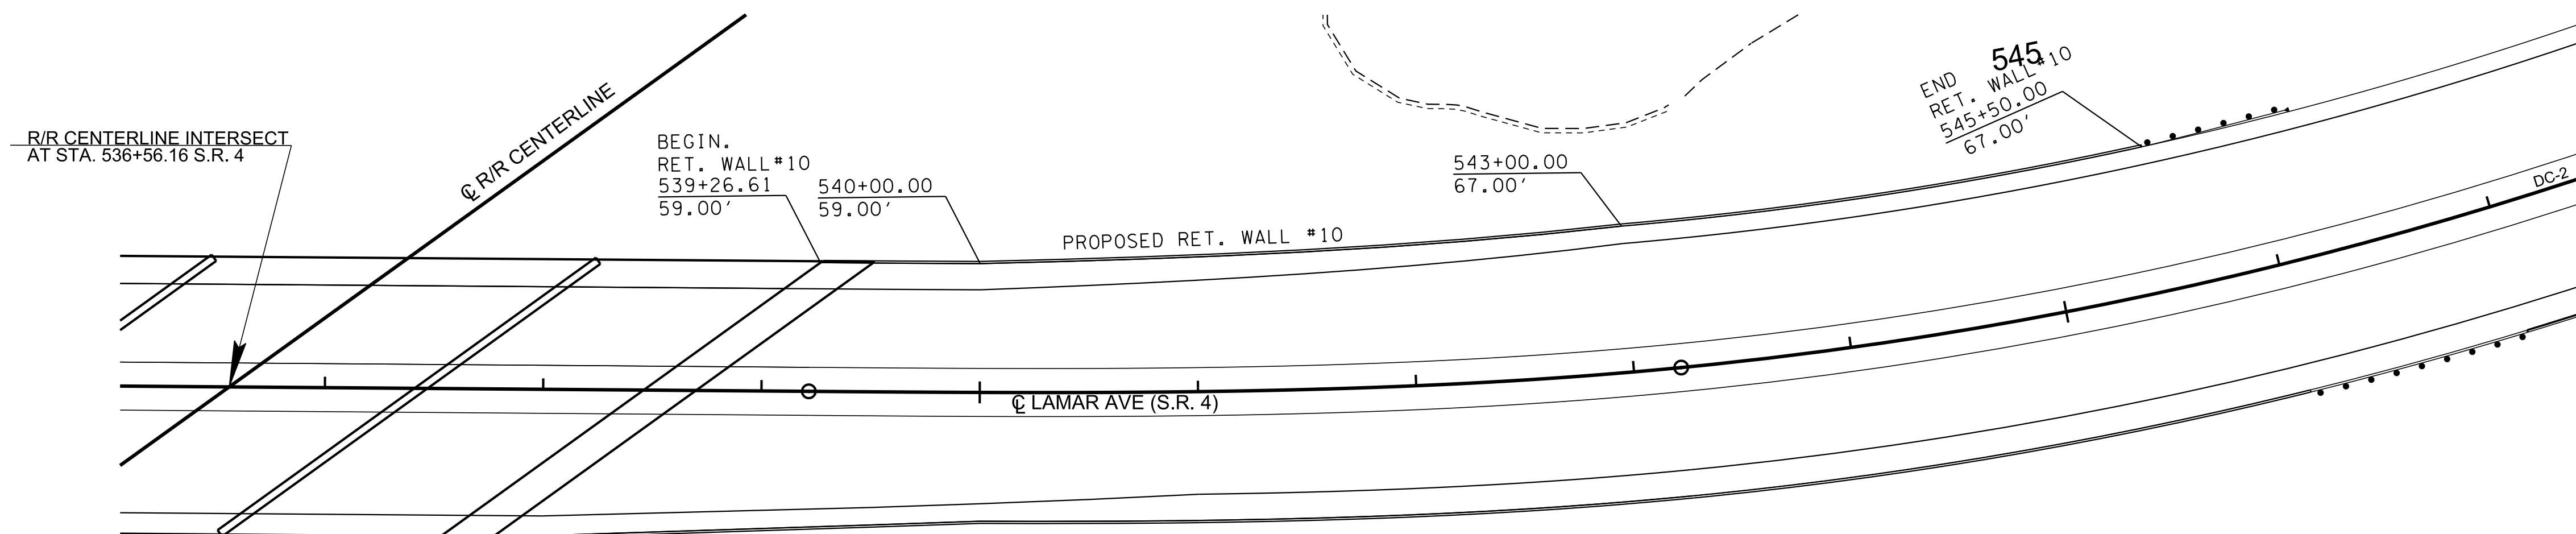 R/R CENTERLINE INTERSECT
AT STA. 536+56.16 S.R. 4
℄ R/R CENTERLINE
BEGIN.
RET. WALL#10
539+26.61
59.00'
540+00.00
59.00'
PROPOSED RET. WALL #10
543+00.00
67.00'
545
END
RET. WALL#10
545+50.00
67.00'
DC-2
℄ LAMAR AVE (S.R. 4)